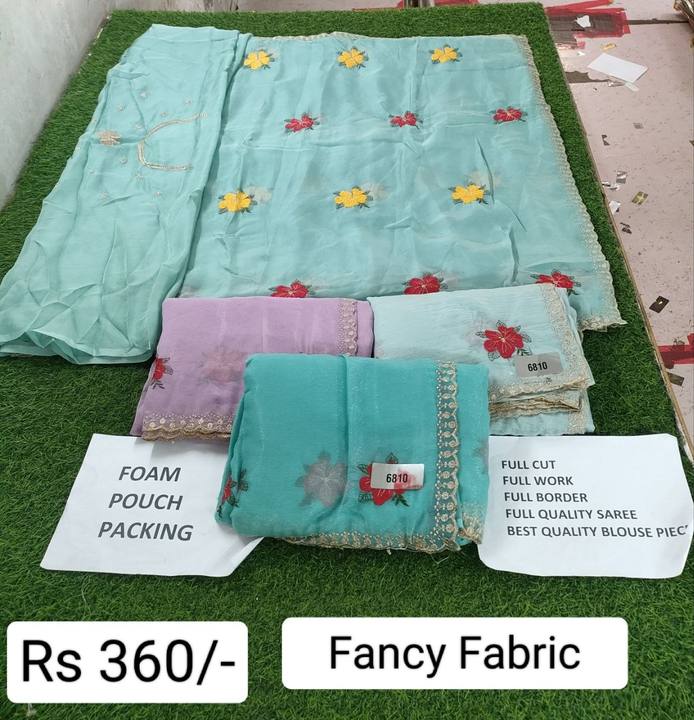 6810
6810
FOAM
POUCH
PACKING
FULL CUT
FULL WORK
FULL BORDER
FULL QUALITY SAREE
BEST QUALITY BLOUSE PIEC
Rs 360/-
Fancy Fabric